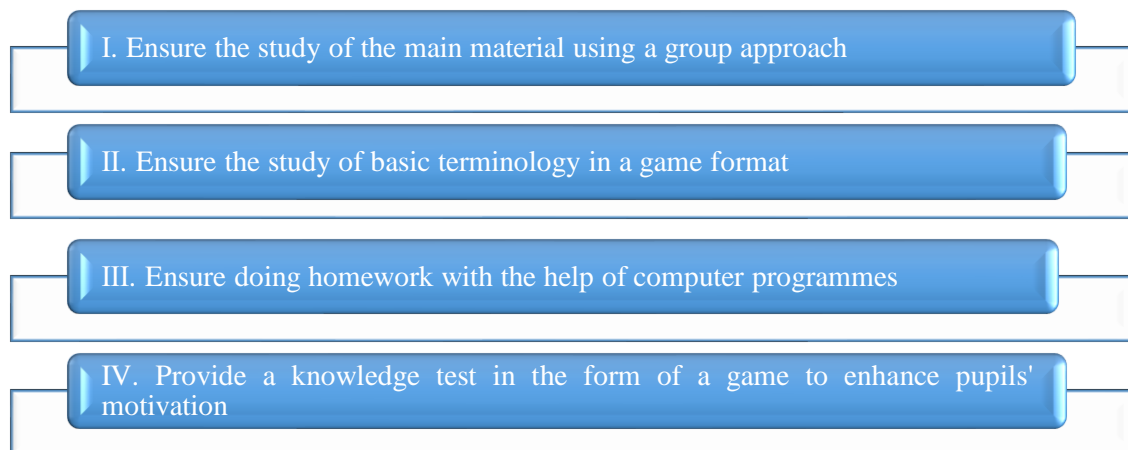 I. Ensure the study of the main material using a group approach
II. Ensure the study of basic terminology in a game format
III. Ensure doing homework with the help of computer programmes
IV. Provide a knowledge test in the form of a game to enhance pupils'
motivation